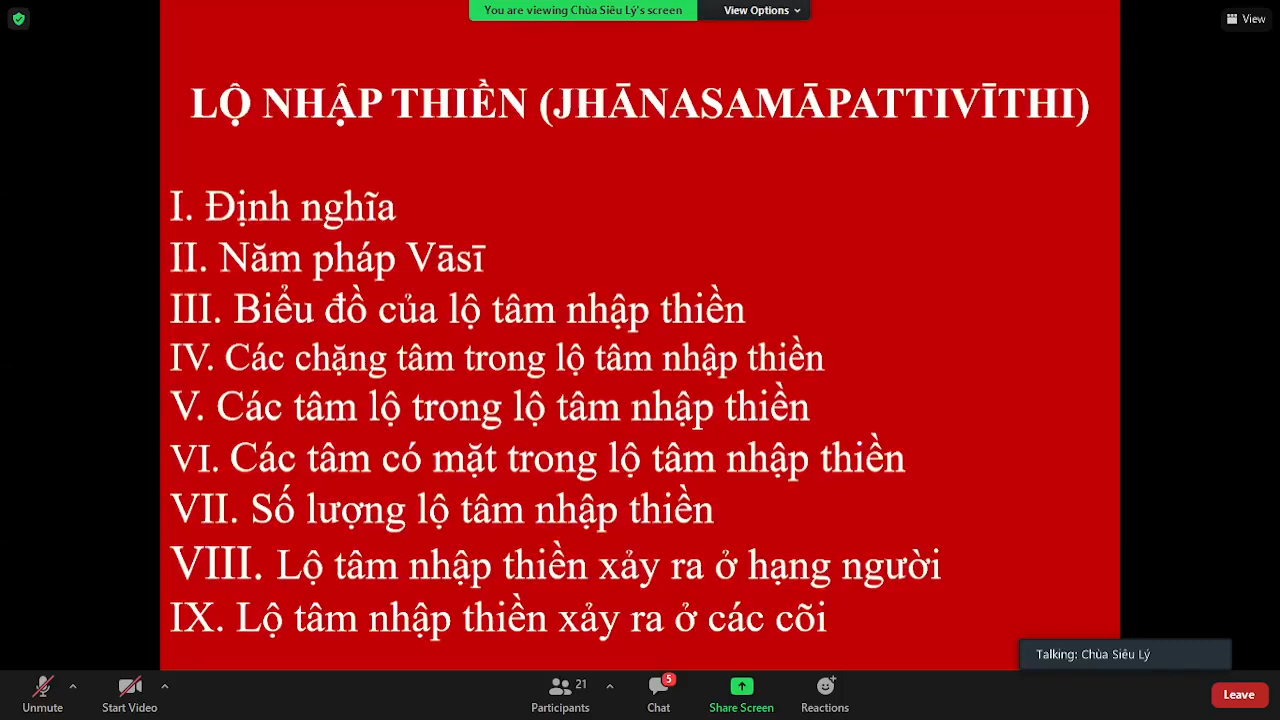 You are viewing Chùa Siêu Lý's screen
View Options
View
LỘ NHẬP THIỀN (JHĀNASAMĀPATTIVĪTHI)
I. Định nghĩa
II. Năm pháp Vāsī
III. Biểu đồ của lộ tâm nhập thiền
IV. Các chặng tâm trong lộ tâm nhập thiền
V. Các tâm lộ trong lộ tâm nhập thiền
VI. Các tâm có mặt trong lộ tâm nhập thiền
VII. Số lượng lộ tâm nhập thiền
VIII. Lộ tâm nhập thiền xảy ra ở hạng người
IX. Lộ tâm nhập thiền xảy ra ở các cõi
Talking: Chùa Siêu Lý
Unmute
Start Video
21
Participants
5
Chat
Share Screen
Reactions
Leave